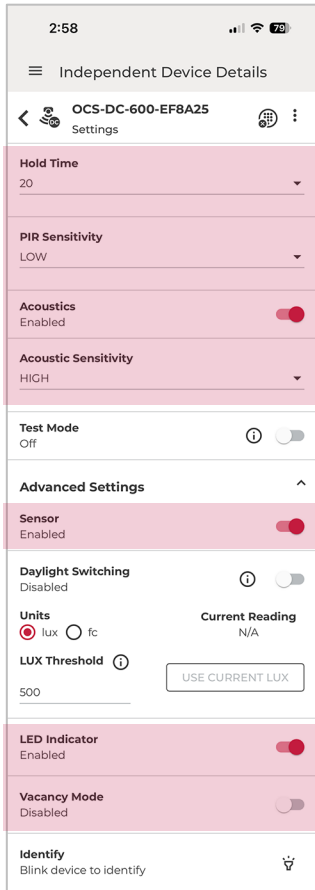 2:58
79
Independent Device Details
OCS-DC-600-EF8A25
Settings
Hold Time
20
PIR Sensitivity
LOW
Acoustics
Enabled
Acoustic Sensitivity
HIGH
Test Mode
Off
Advanced Settings
Sensor
Enabled
Daylight Switching
Disabled
Units
lux fc
Current Reading
N/A
LUX Threshold
USE CURRENT LUX
500
LED Indicator
Enabled
Vacancy Mode
Disabled
Identify
Blink device to identify